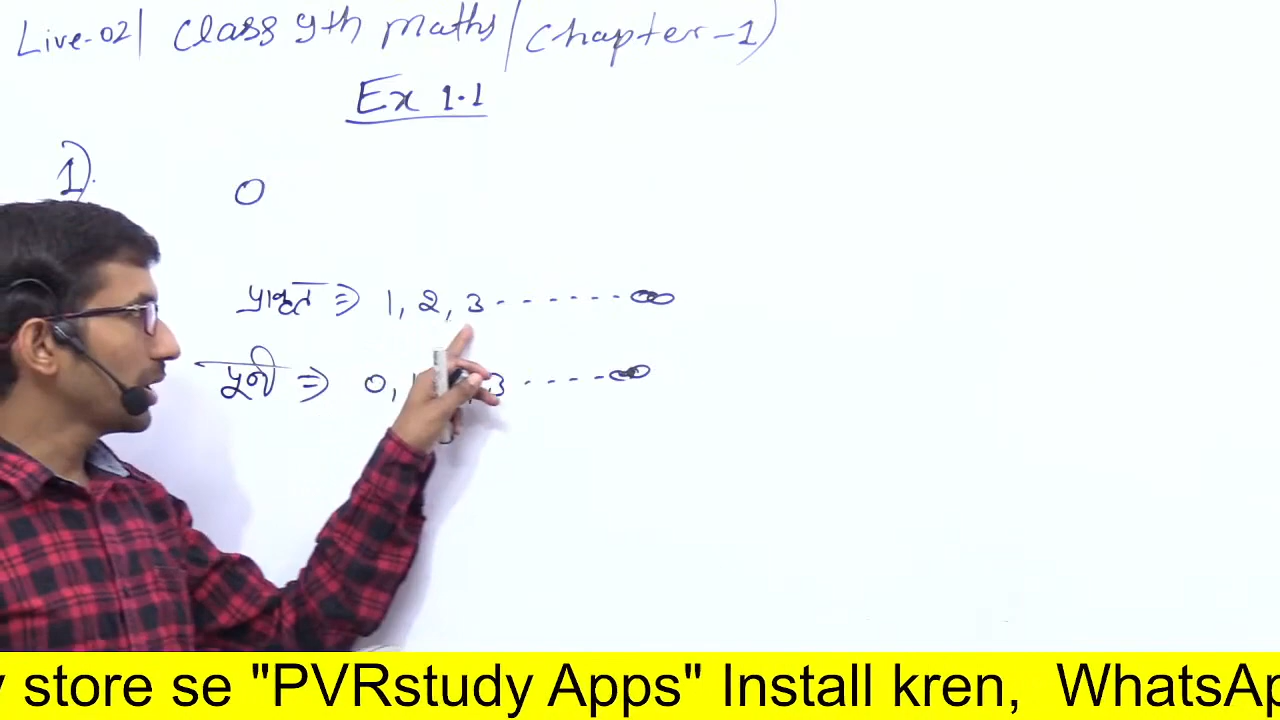 Live-02| Class 9th maths/(Chapter-1)
Ex 1.1
1) 0
प्राकृत ⇒ 1, 2, 3 - - - - - - ∞
पूर्ण ⇒ 0, 1 , 3 - - - - ∞
store se "PVRstudy Apps" Install kren, WhatsAp